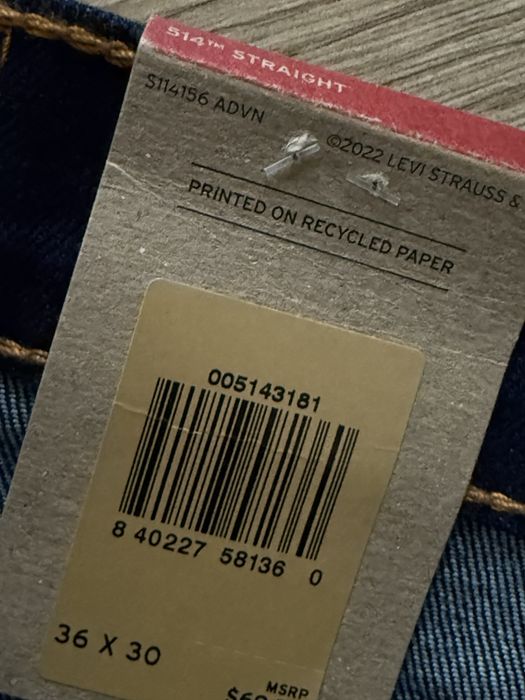 514™ STRAIGHT
S114156 ADVN
©2022 LEVI STRAUSS &
PRINTED ON RECYCLED PAPER
005143181
8 40227 58136 0
36 X 30
MSRP